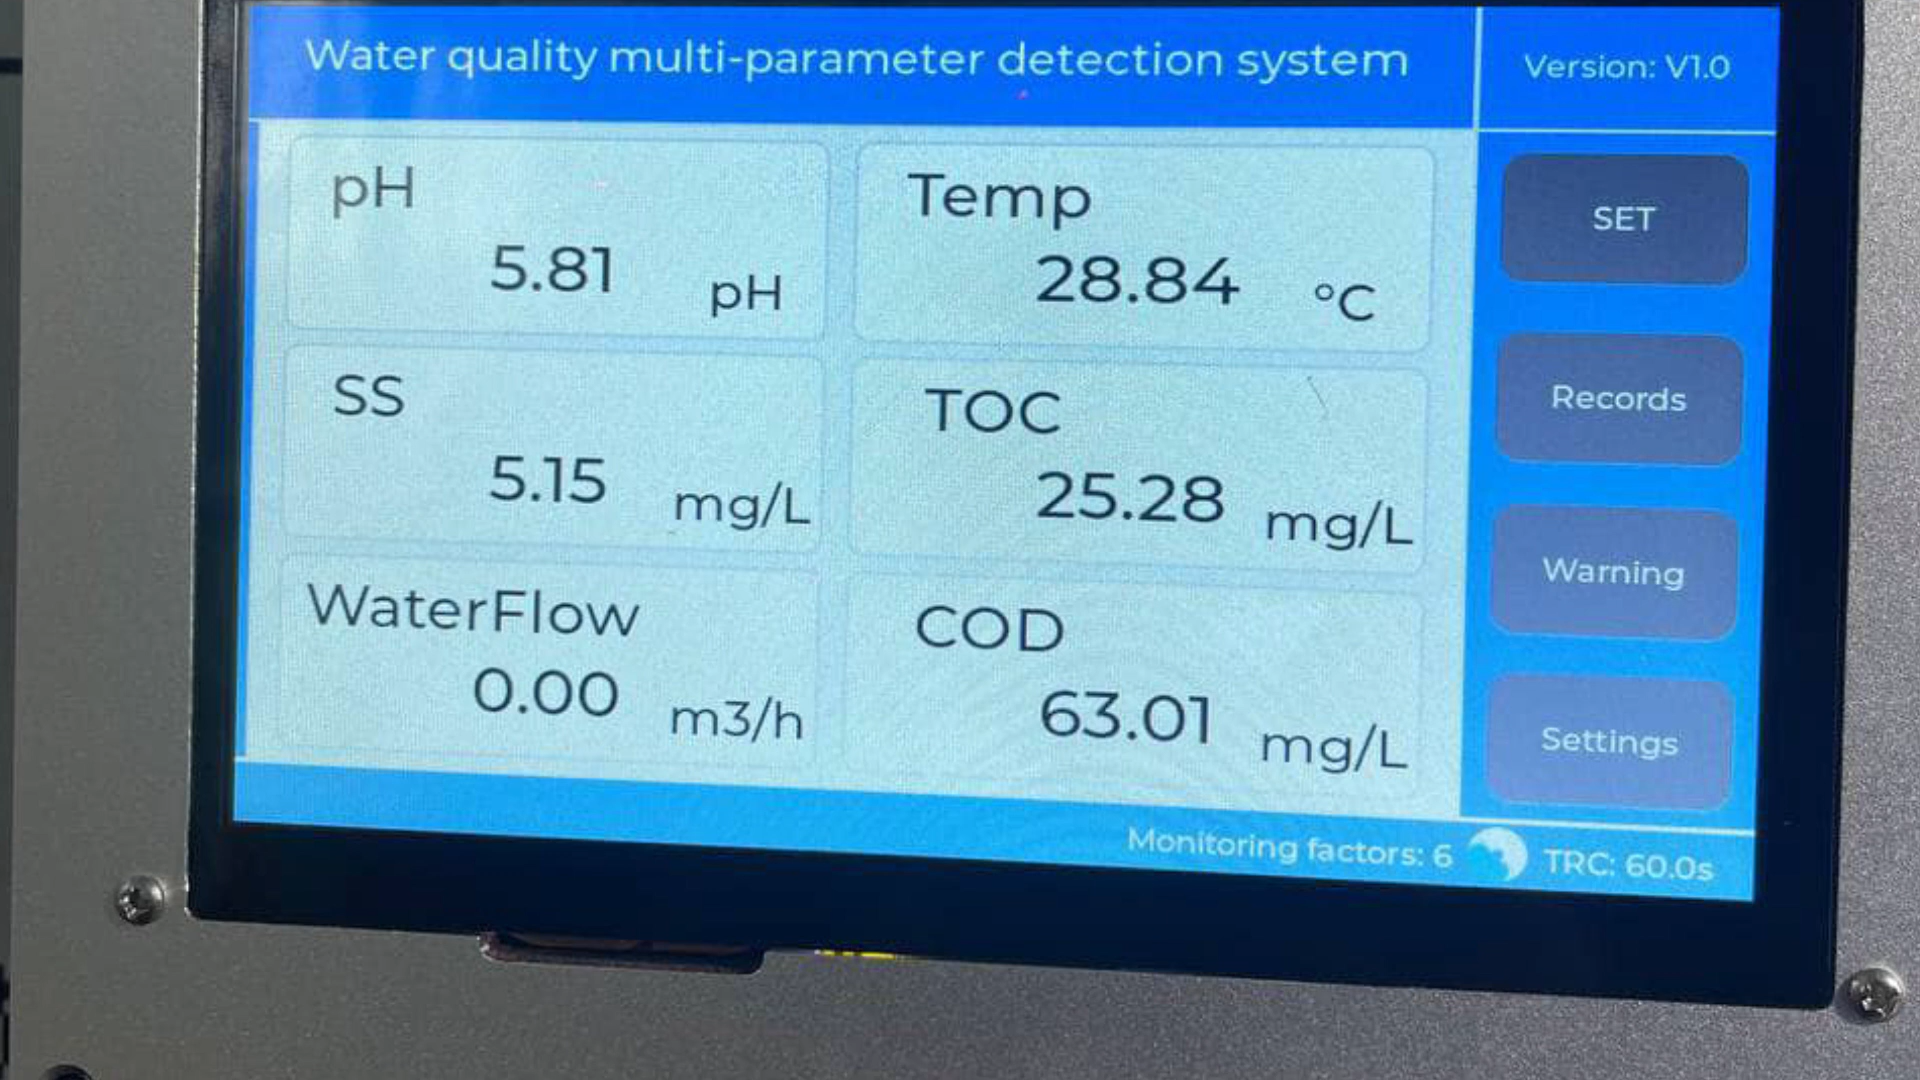 Water quality multi-parameter detection system
Version: V1.0
pH
5.81 pH
Temp
28.84 °C
SS
5.15 mg/L
TOC
25.28 mg/L
WaterFlow
0.00 m3/h
COD
63.01 mg/L
SET
Records
Warning
Settings
Monitoring factors: 6
TRC: 60.0s